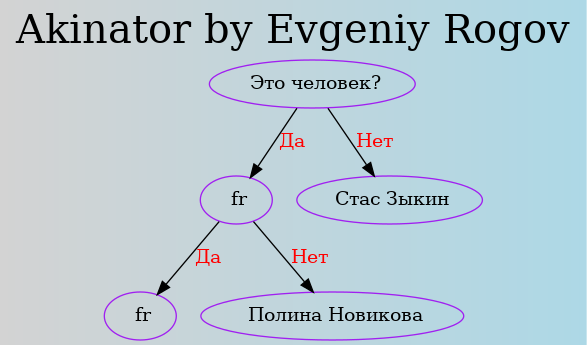 Akinator by Evgeniy Rogov
Это человек?
Да Нет
fr Стас Зыкин
Да Нет
fr Полина Новикова